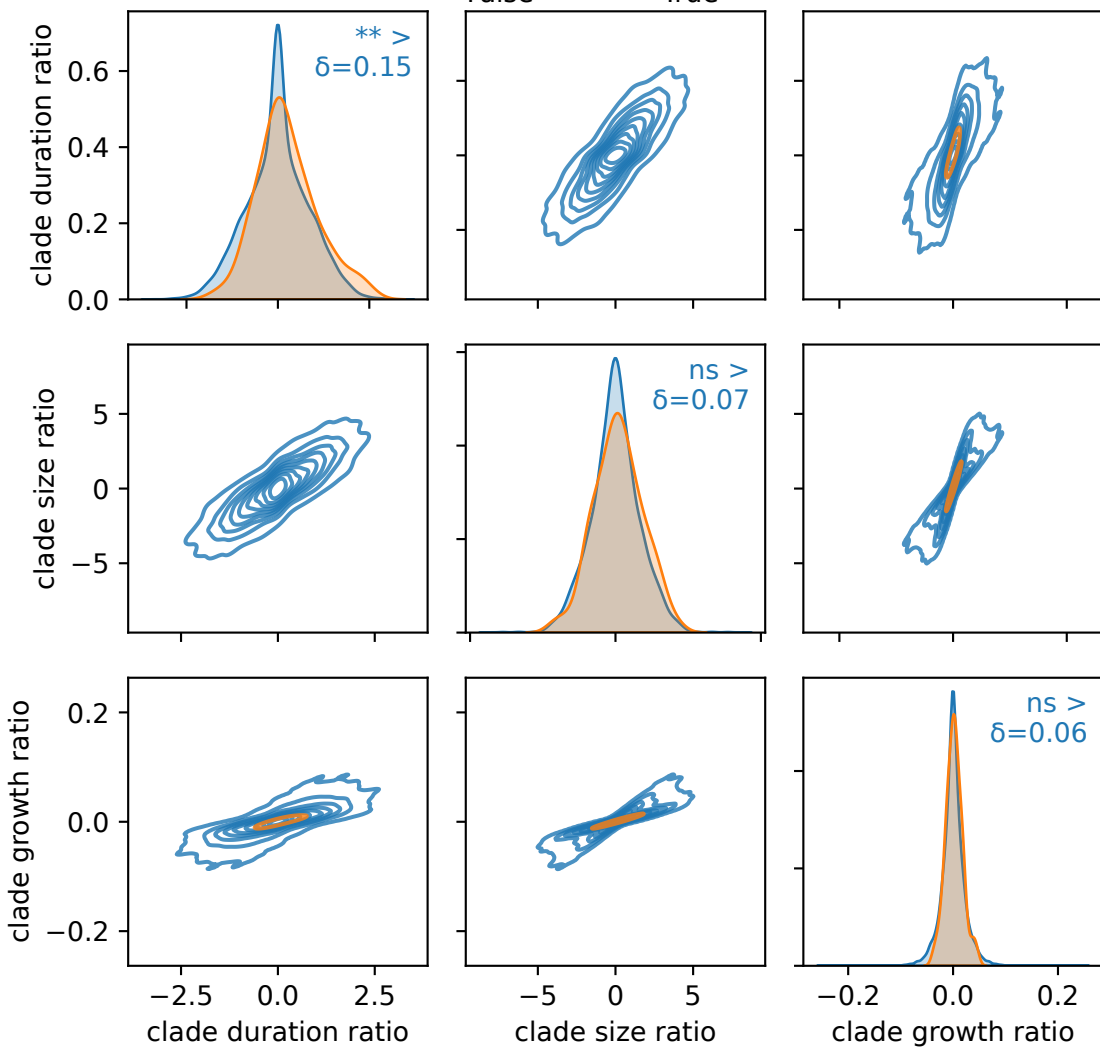 True
** >
δ=0.15
clade duration ratio
0.6
0.4
0.2
0.0
ns >
δ=0.07
clade size ratio
5
0
−5
ns >
δ=0.06
clade growth ratio
0.2
0.0
−0.2
−2.5 0.0 2.5
−5 0 5
−0.2 0.0 0.2
clade duration ratio
clade size ratio
clade growth ratio